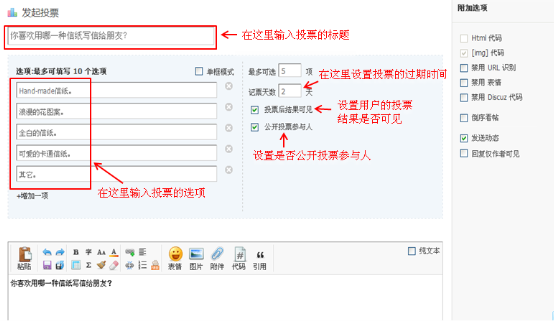 发起投票
附加选项
你喜欢用哪一种信纸写信给朋友?
在这里输入投票的标题
选项:最多可填写 10 个选项
单框模式
Hand-made信纸。
浪漫的花图案。
全白的信纸。
可爱的卡通信纸。
其它。
+增加一项
在这里输入投票的选项
最多可选 5 项
在这里设置投票的过期时间
记票天数 2 天
投票后结果可见
设置用户的投票
结果是否可见
公开投票参与人
设置是否公开投票参与人
Html 代码
[img] 代码
禁用 URL 识别
禁用 表情
禁用 Discuz 代码
倒序看帖
发送动态
回复仅作者可见
粘贴
B
表情
图片
附件
代码
引用
纯文本
你喜欢用哪一种信纸写信给朋友?